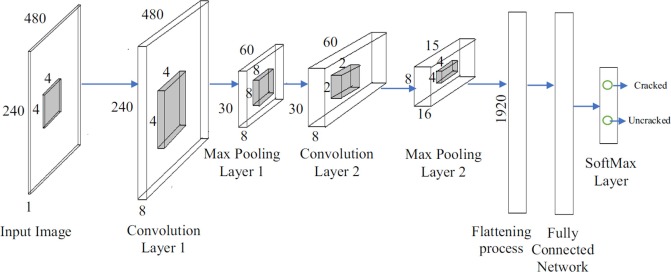 480
4
4
240
1
Input Image
480
4
240
4
8
Convolution
Layer 1
60
8
8
30
8
Max Pooling
Layer 1
60
2
2
30
8
Convolution
Layer 2
15
4
8
4
16
Max Pooling
Layer 2
1920
Flattening
process
Fully
Connected
Network
Cracked
Uncracked
SoftMax
Layer